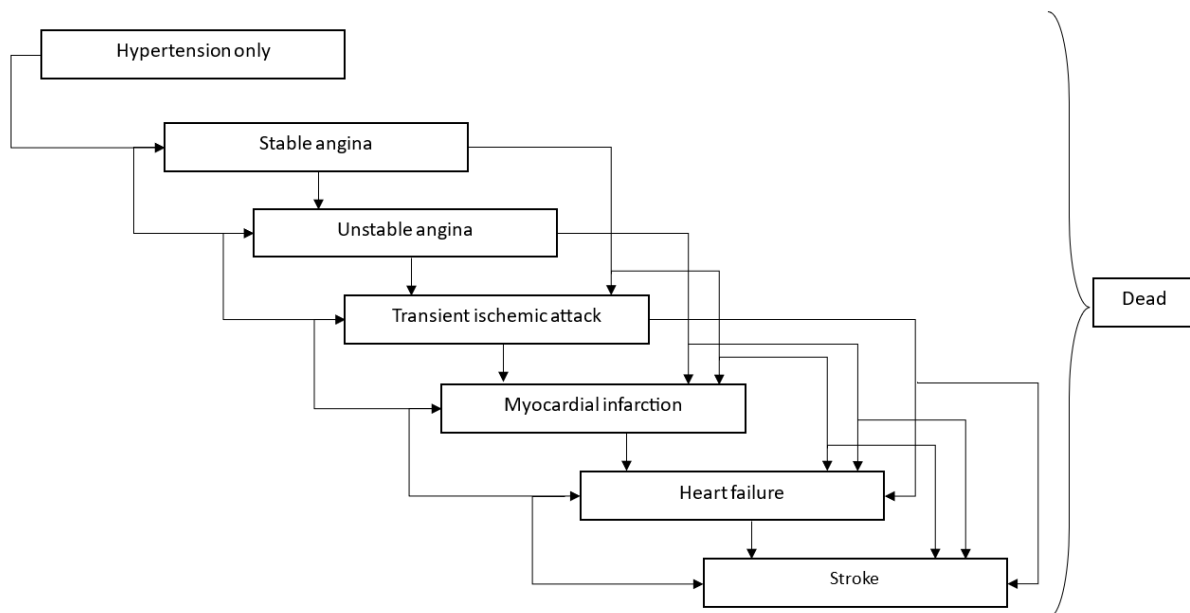 Hypertension only
Stable angina
Unstable angina
Transient ischemic attack
Myocardial infarction
Heart failure
Stroke
Dead